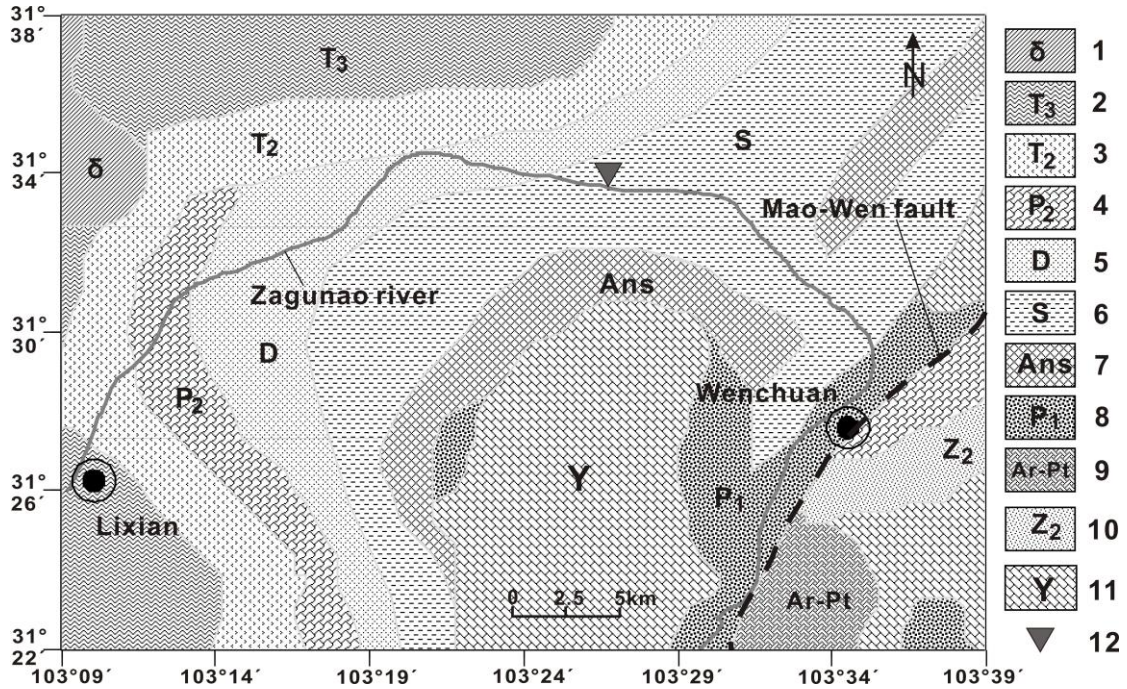 31° 38′
31° 34′
31° 30′
31° 26′
31° 22′
103°09′ 103°14′ 103°19′ 103°24′ 103°29′ 103°34′ 103°39′
T3
N
T2
S
δ
Mao-Wen fault
Ans
Zagunao river
D
P2
Wenchuan
Z2
Y
P1
Lixian
0 2.5 5km
Ar-Pt
δ 1
T3 2
T2 3
P2 4
D 5
S 6
Ans 7
P1 8
Ar-Pt 9
Z2 10
Y 11
12